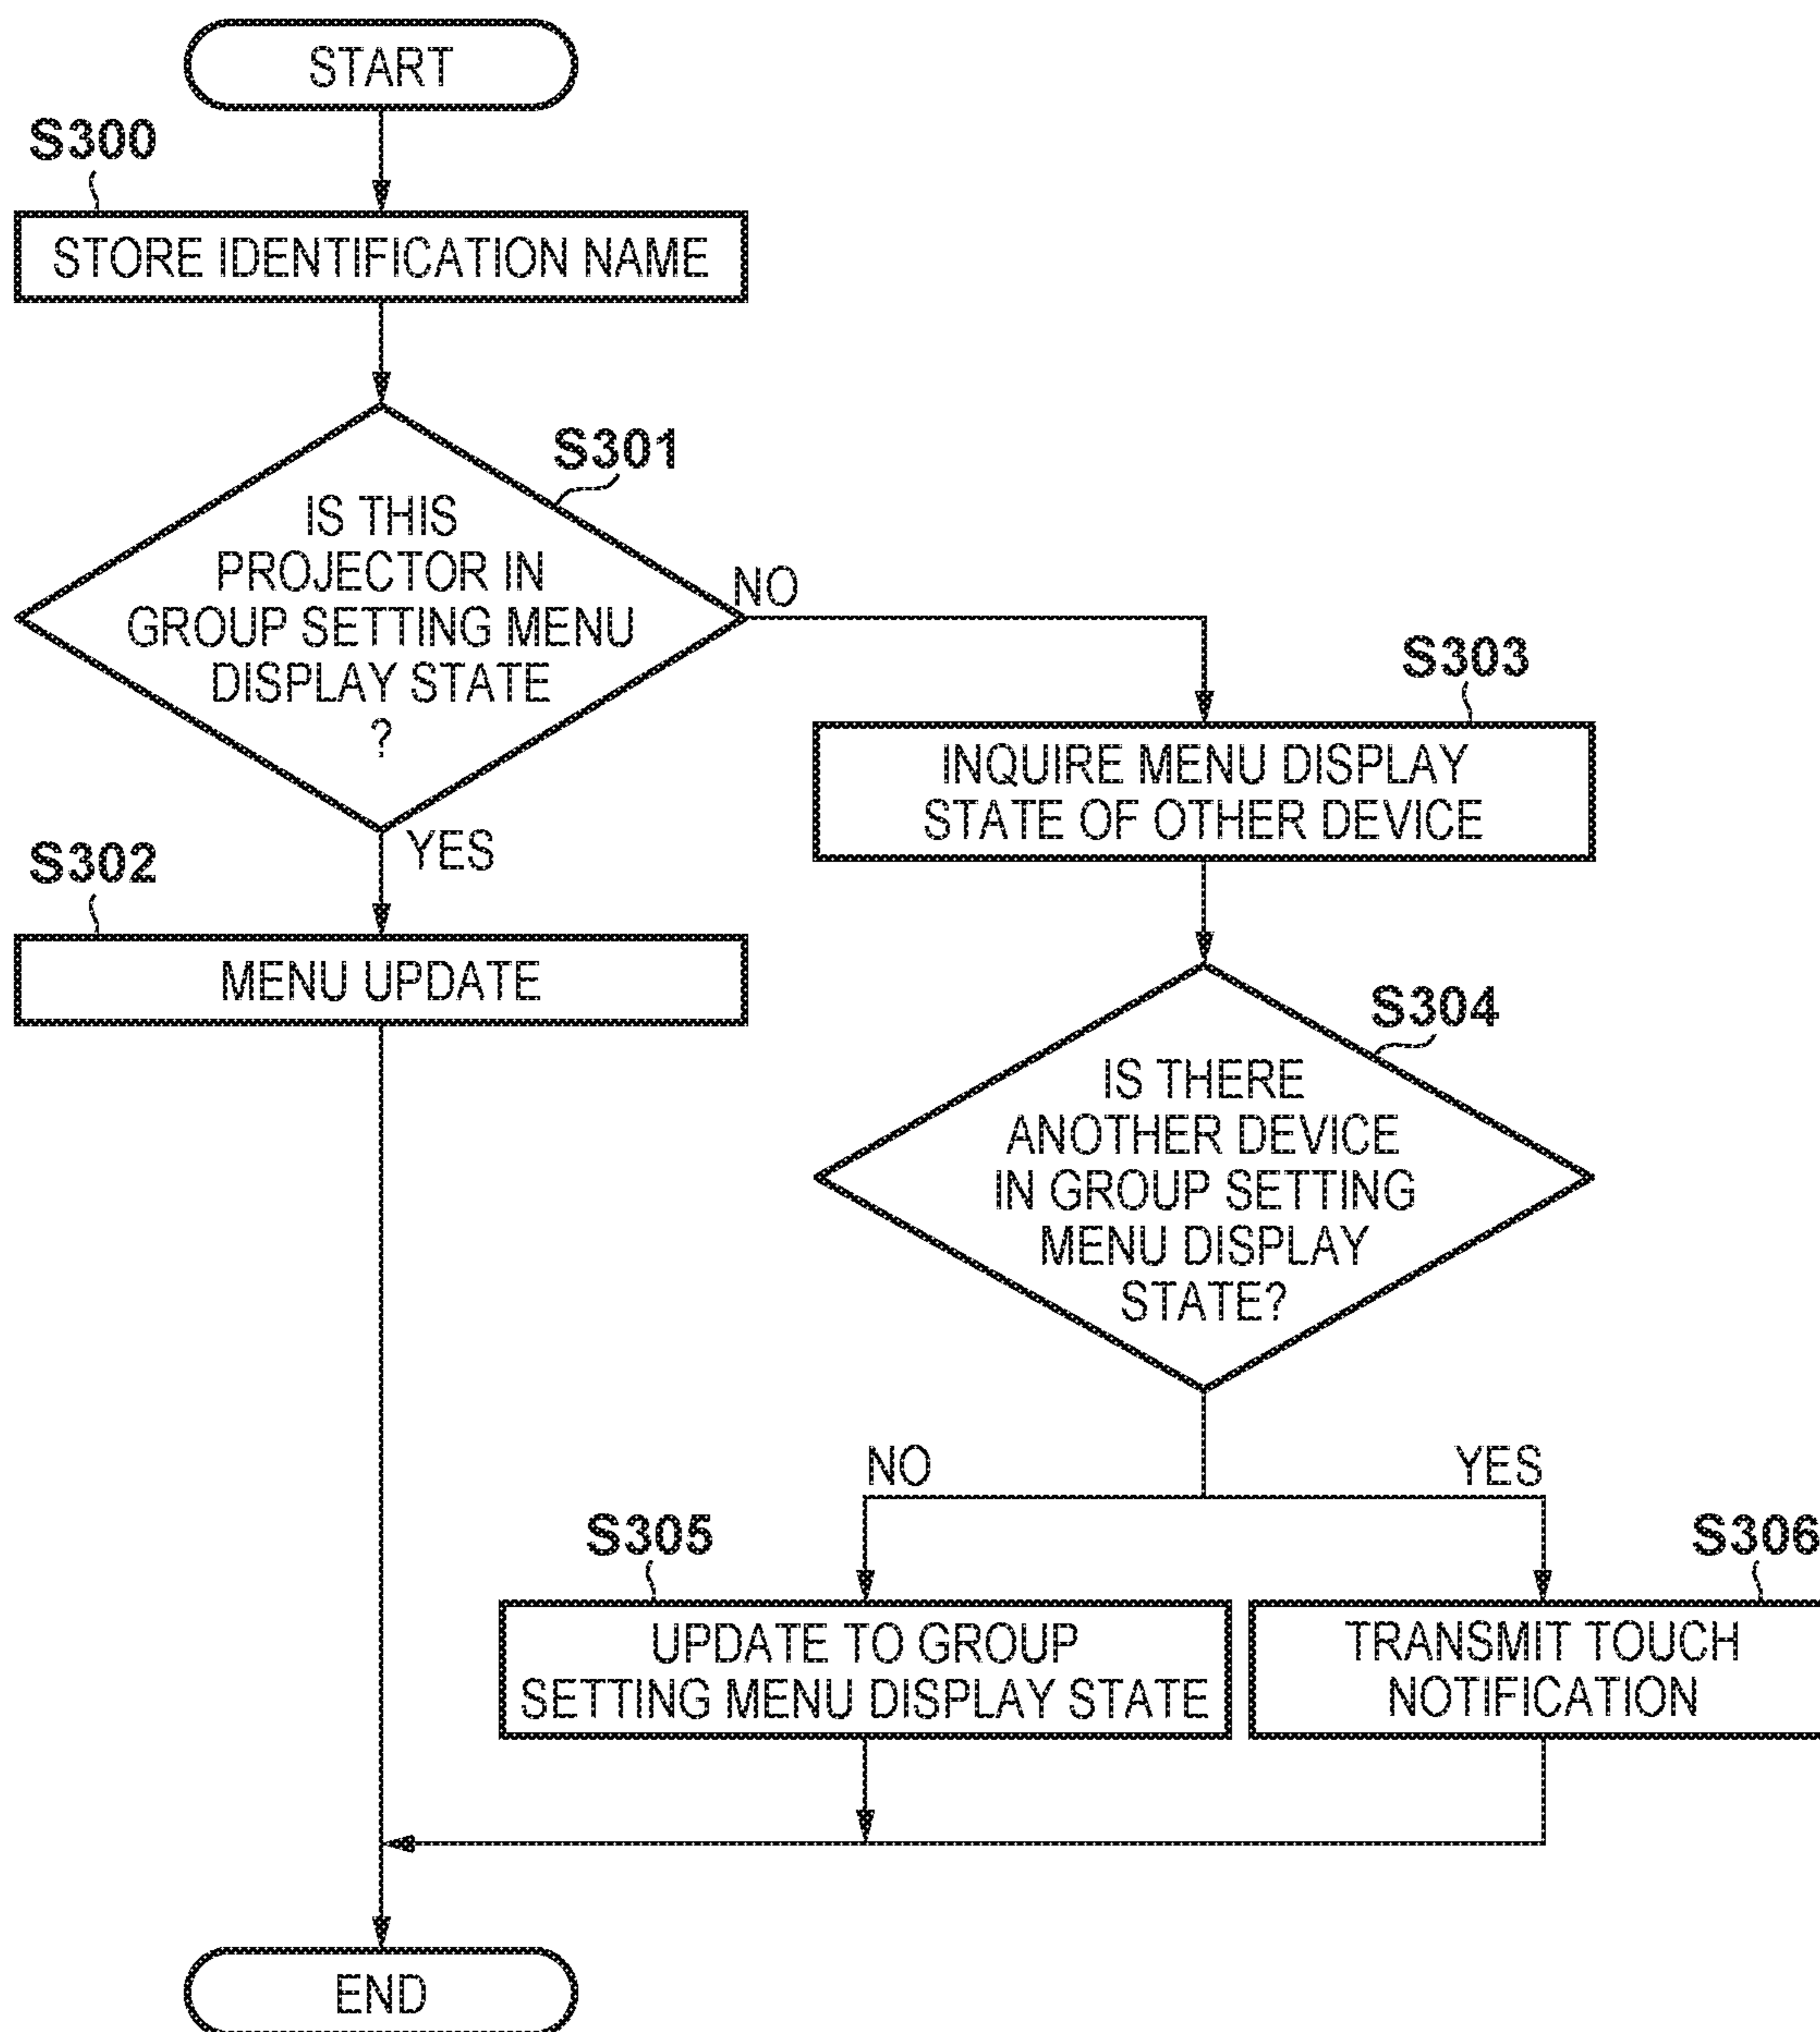 START
S300
STORE IDENTIFICATION NAME
S301
IS THIS
PROJECTOR IN
GROUP SETTING MENU
DISPLAY STATE
?
NO
YES
S302
MENU UPDATE
S303
INQUIRE MENU DISPLAY
STATE OF OTHER DEVICE
S304
IS THERE
ANOTHER DEVICE
IN GROUP SETTING
MENU DISPLAY
STATE?
NO
YES
S305
UPDATE TO GROUP
SETTING MENU DISPLAY STATE
S306
TRANSMIT TOUCH
NOTIFICATION
END